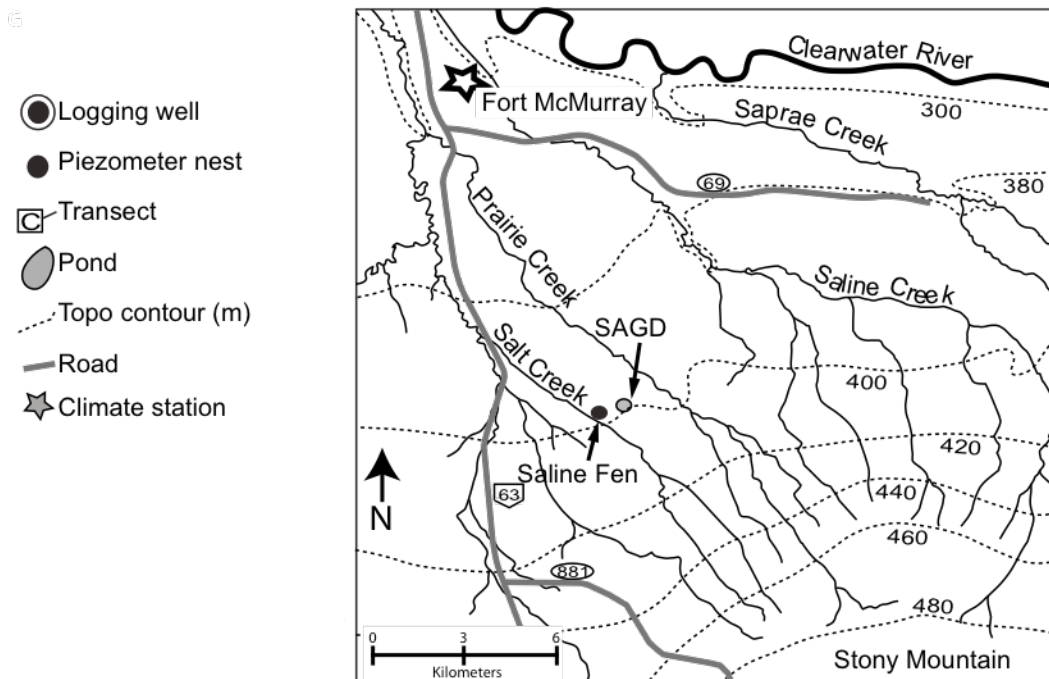 G
Logging well
Piezometer nest
C Transect
Pond
Topo contour (m)
Road
Climate station
Clearwater River
Fort McMurray
Saprae Creek
300
380
69
Prairie Creek
Saline Creek
SAGD
Salt Creek
400
Saline Fen
420
63
440
N
460
881
480
0 3 6
Kilometers
Stony Mountain